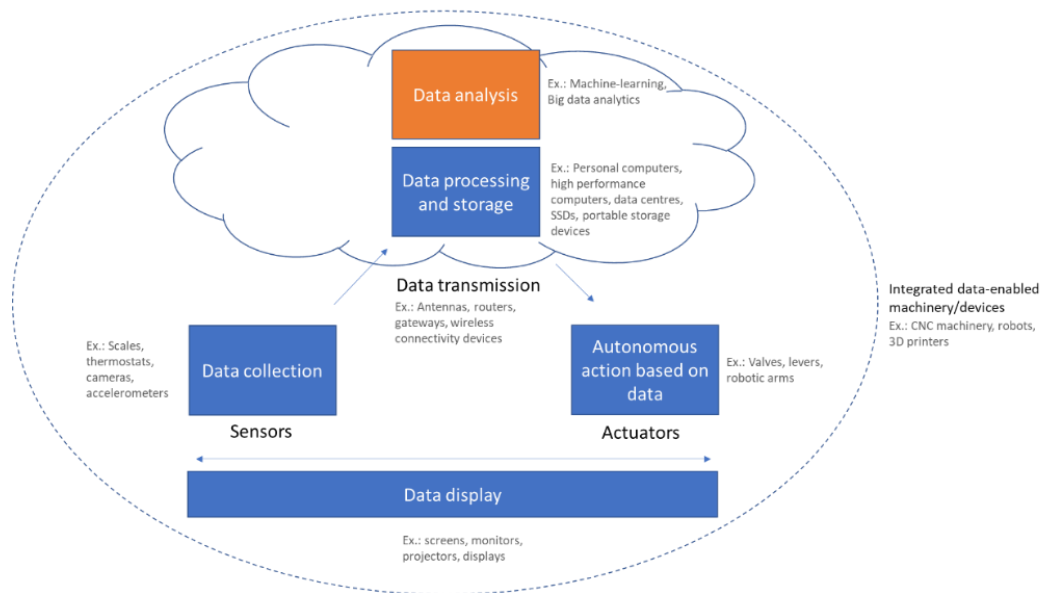 Data analysis
Ex.: Machine-learning,
Big data analytics
Data processing
and storage
Ex.: Personal computers,
high performance
computers, data centres,
SSDs, portable storage
devices
Data transmission
Ex.: Antennas, routers,
gateways, wireless
connectivity devices
Integrated data-enabled
machinery/devices
Ex.: CNC machinery, robots,
3D printers
Ex.: Scales,
thermostats,
cameras,
accelerometers
Data collection
Sensors
Autonomous
action based on
data
Ex.: Valves, levers,
robotic arms
Actuators
Data display
Ex.: screens, monitors,
projectors, displays